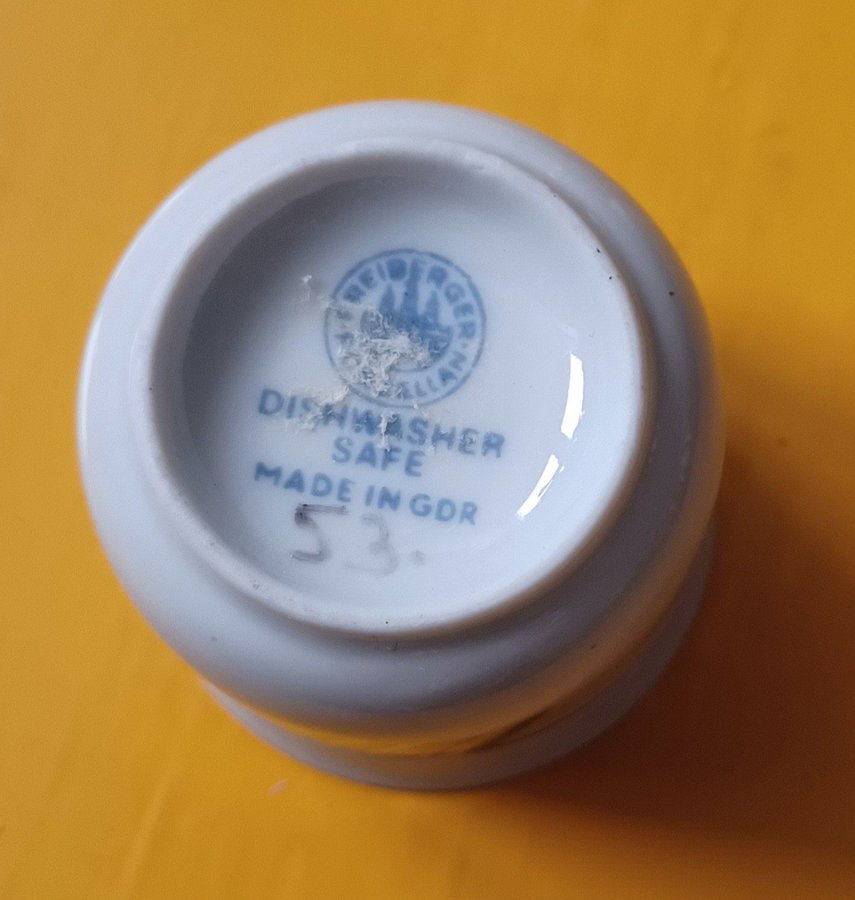 FREIBERGER
DISHWASHER
SAFE
MADE IN GDR
53.